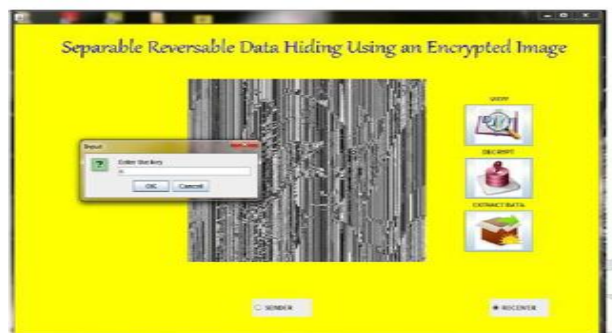 Separable Reversable Data Hiding Using an Encrypted Image
VIEW
Input
Enter the key
OK
Cancel
DECRYPT
EXTRACT DATA
SENDER
RECEIVER